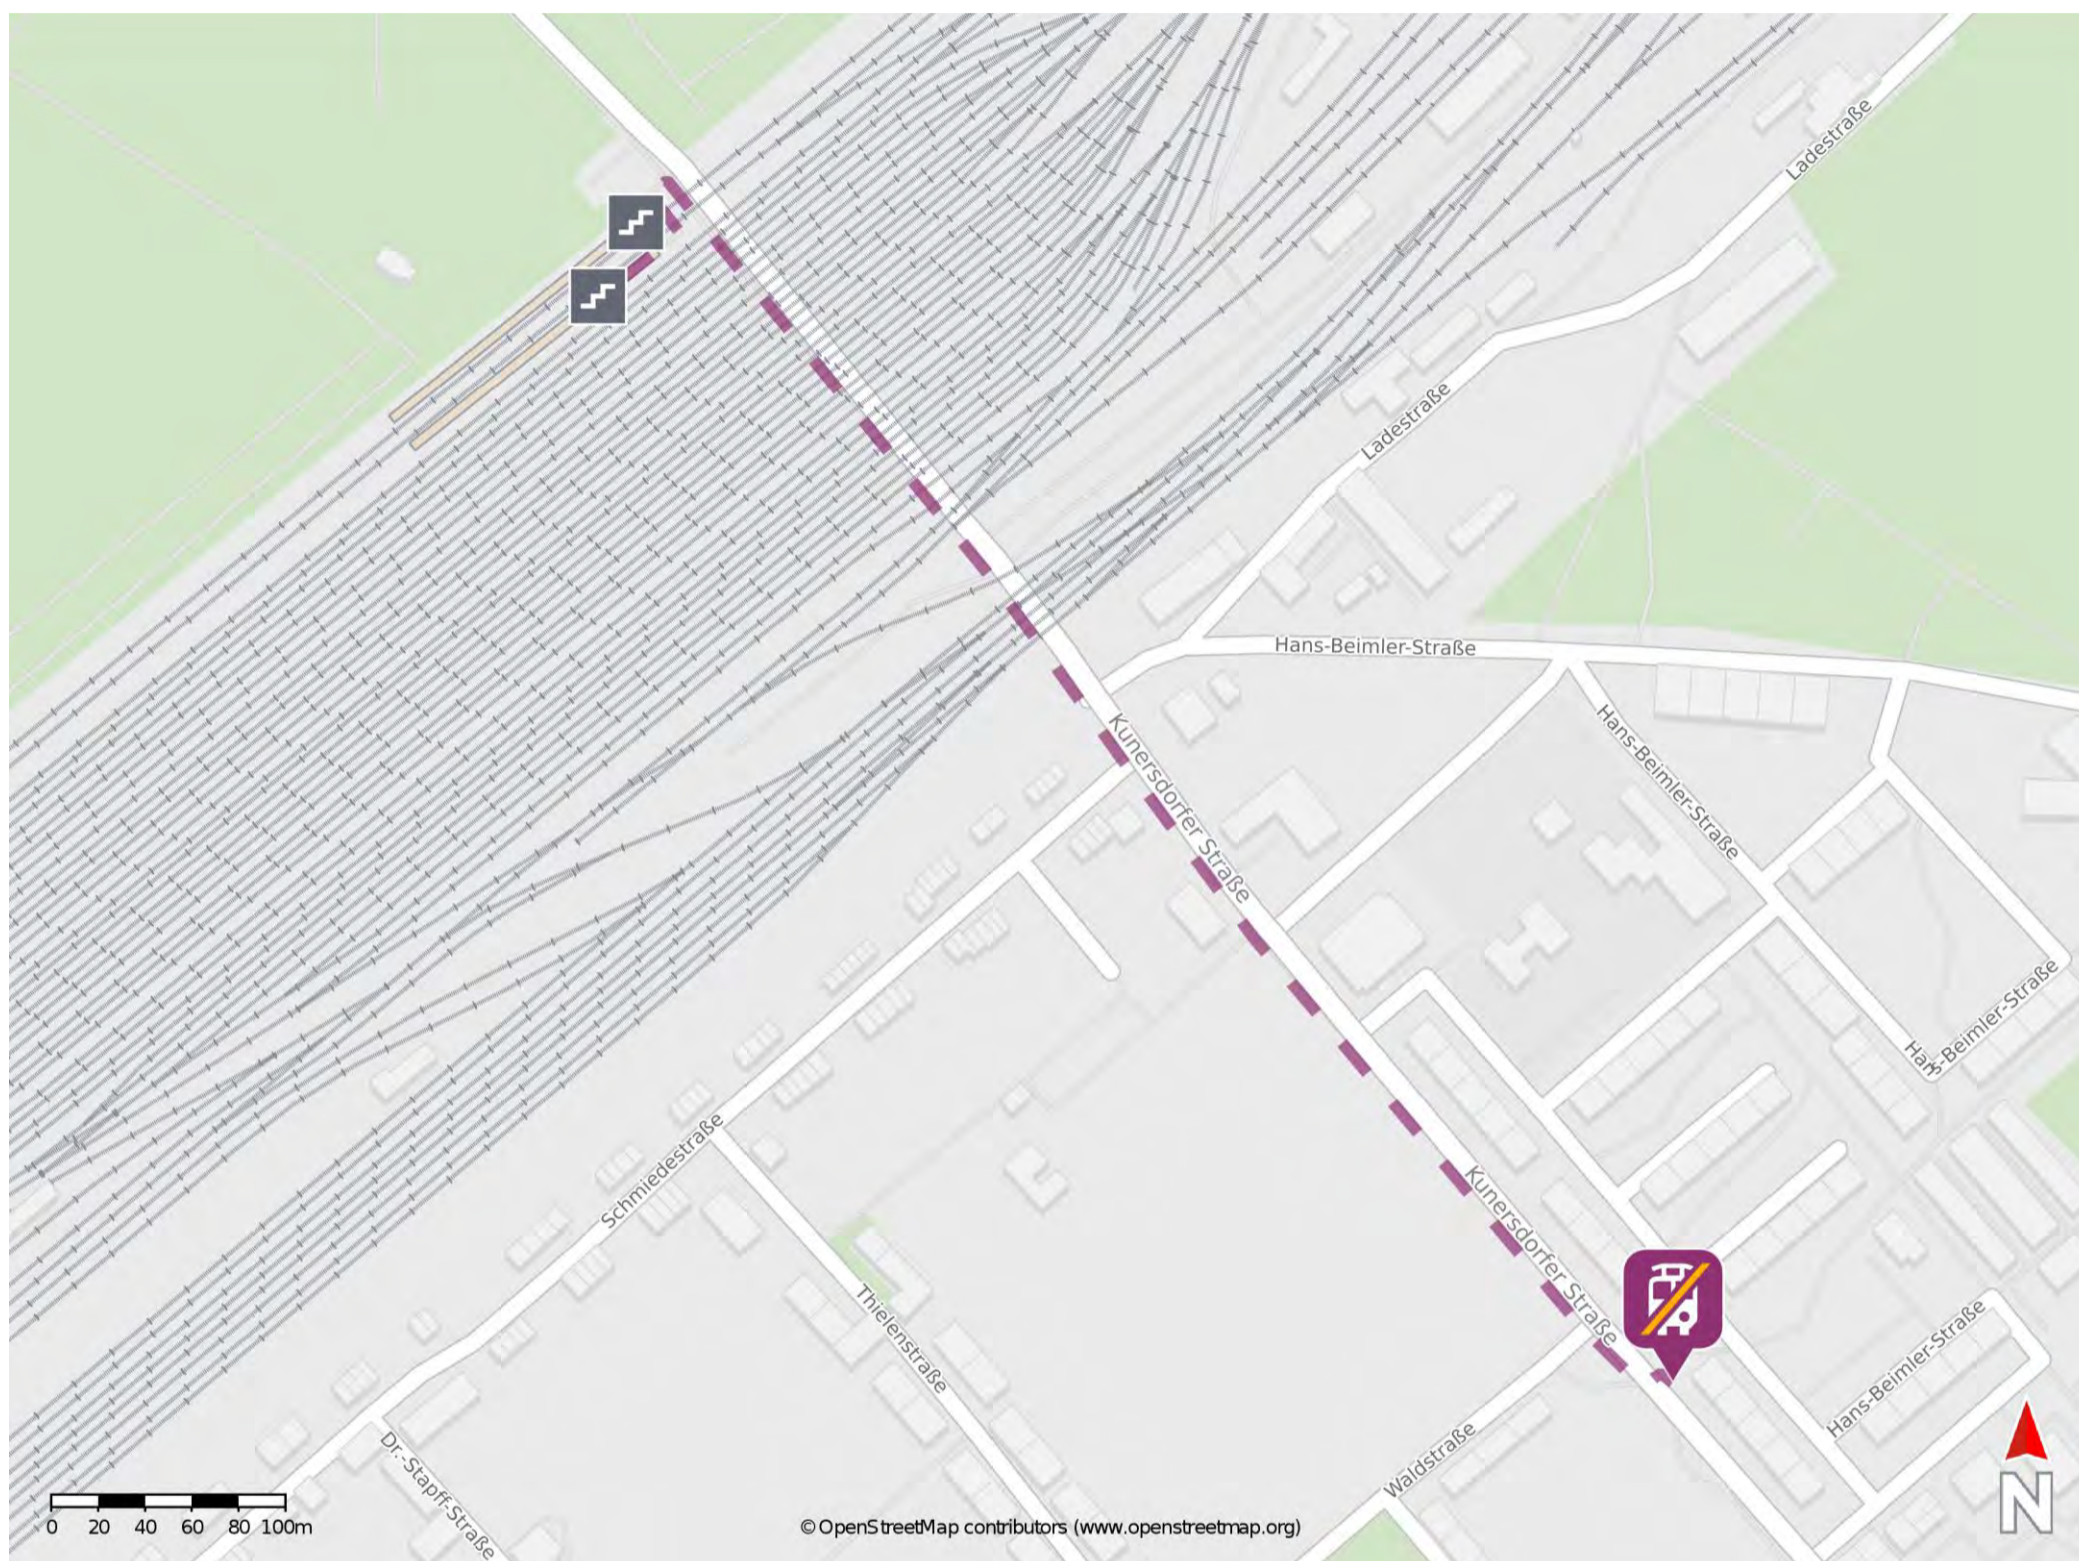 Ladestraße
Ladestraße
Hans-Beimler-Straße
Kunersdorfer Straße
Hans-Beimler-Straße
Hans-Beimler-Straße
Schmiedestraße
Kunersdorfer Straße
Thielenstraße
Hans-Beimler-Straße
Waldstraße
Dr.-Stapff-Straße
N
0 20 40 60 80 100m
© OpenStreetMap contributors (www.openstreetmap.org)